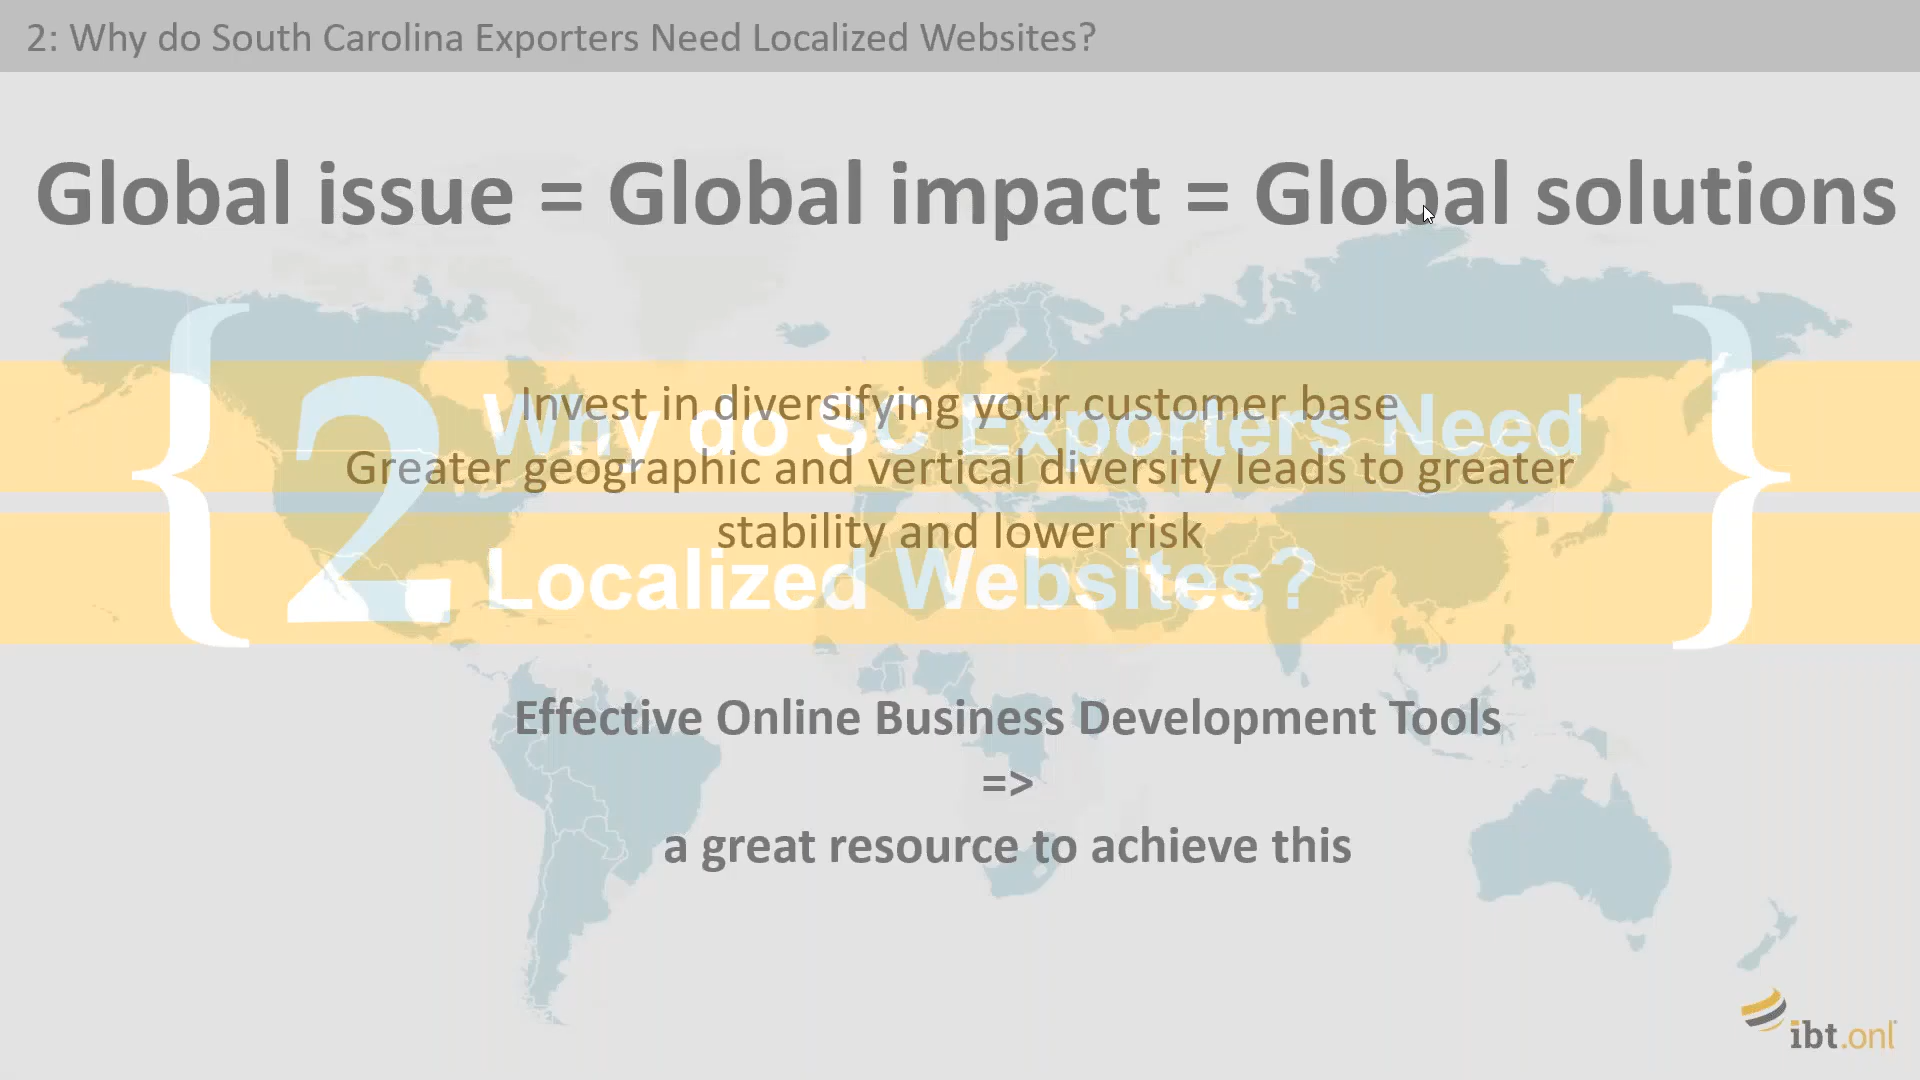 2: Why do South Carolina Exporters Need Localized Websites?
Global issue = Global impact = Global solutions
{ 2. Why do SC Exporters Need }
Localized Websites?
Invest in diversifying your customer base
Greater geographic and vertical diversity leads to greater
stability and lower risk
Effective Online Business Development Tools
=>
a great resource to achieve this
ibt.onl